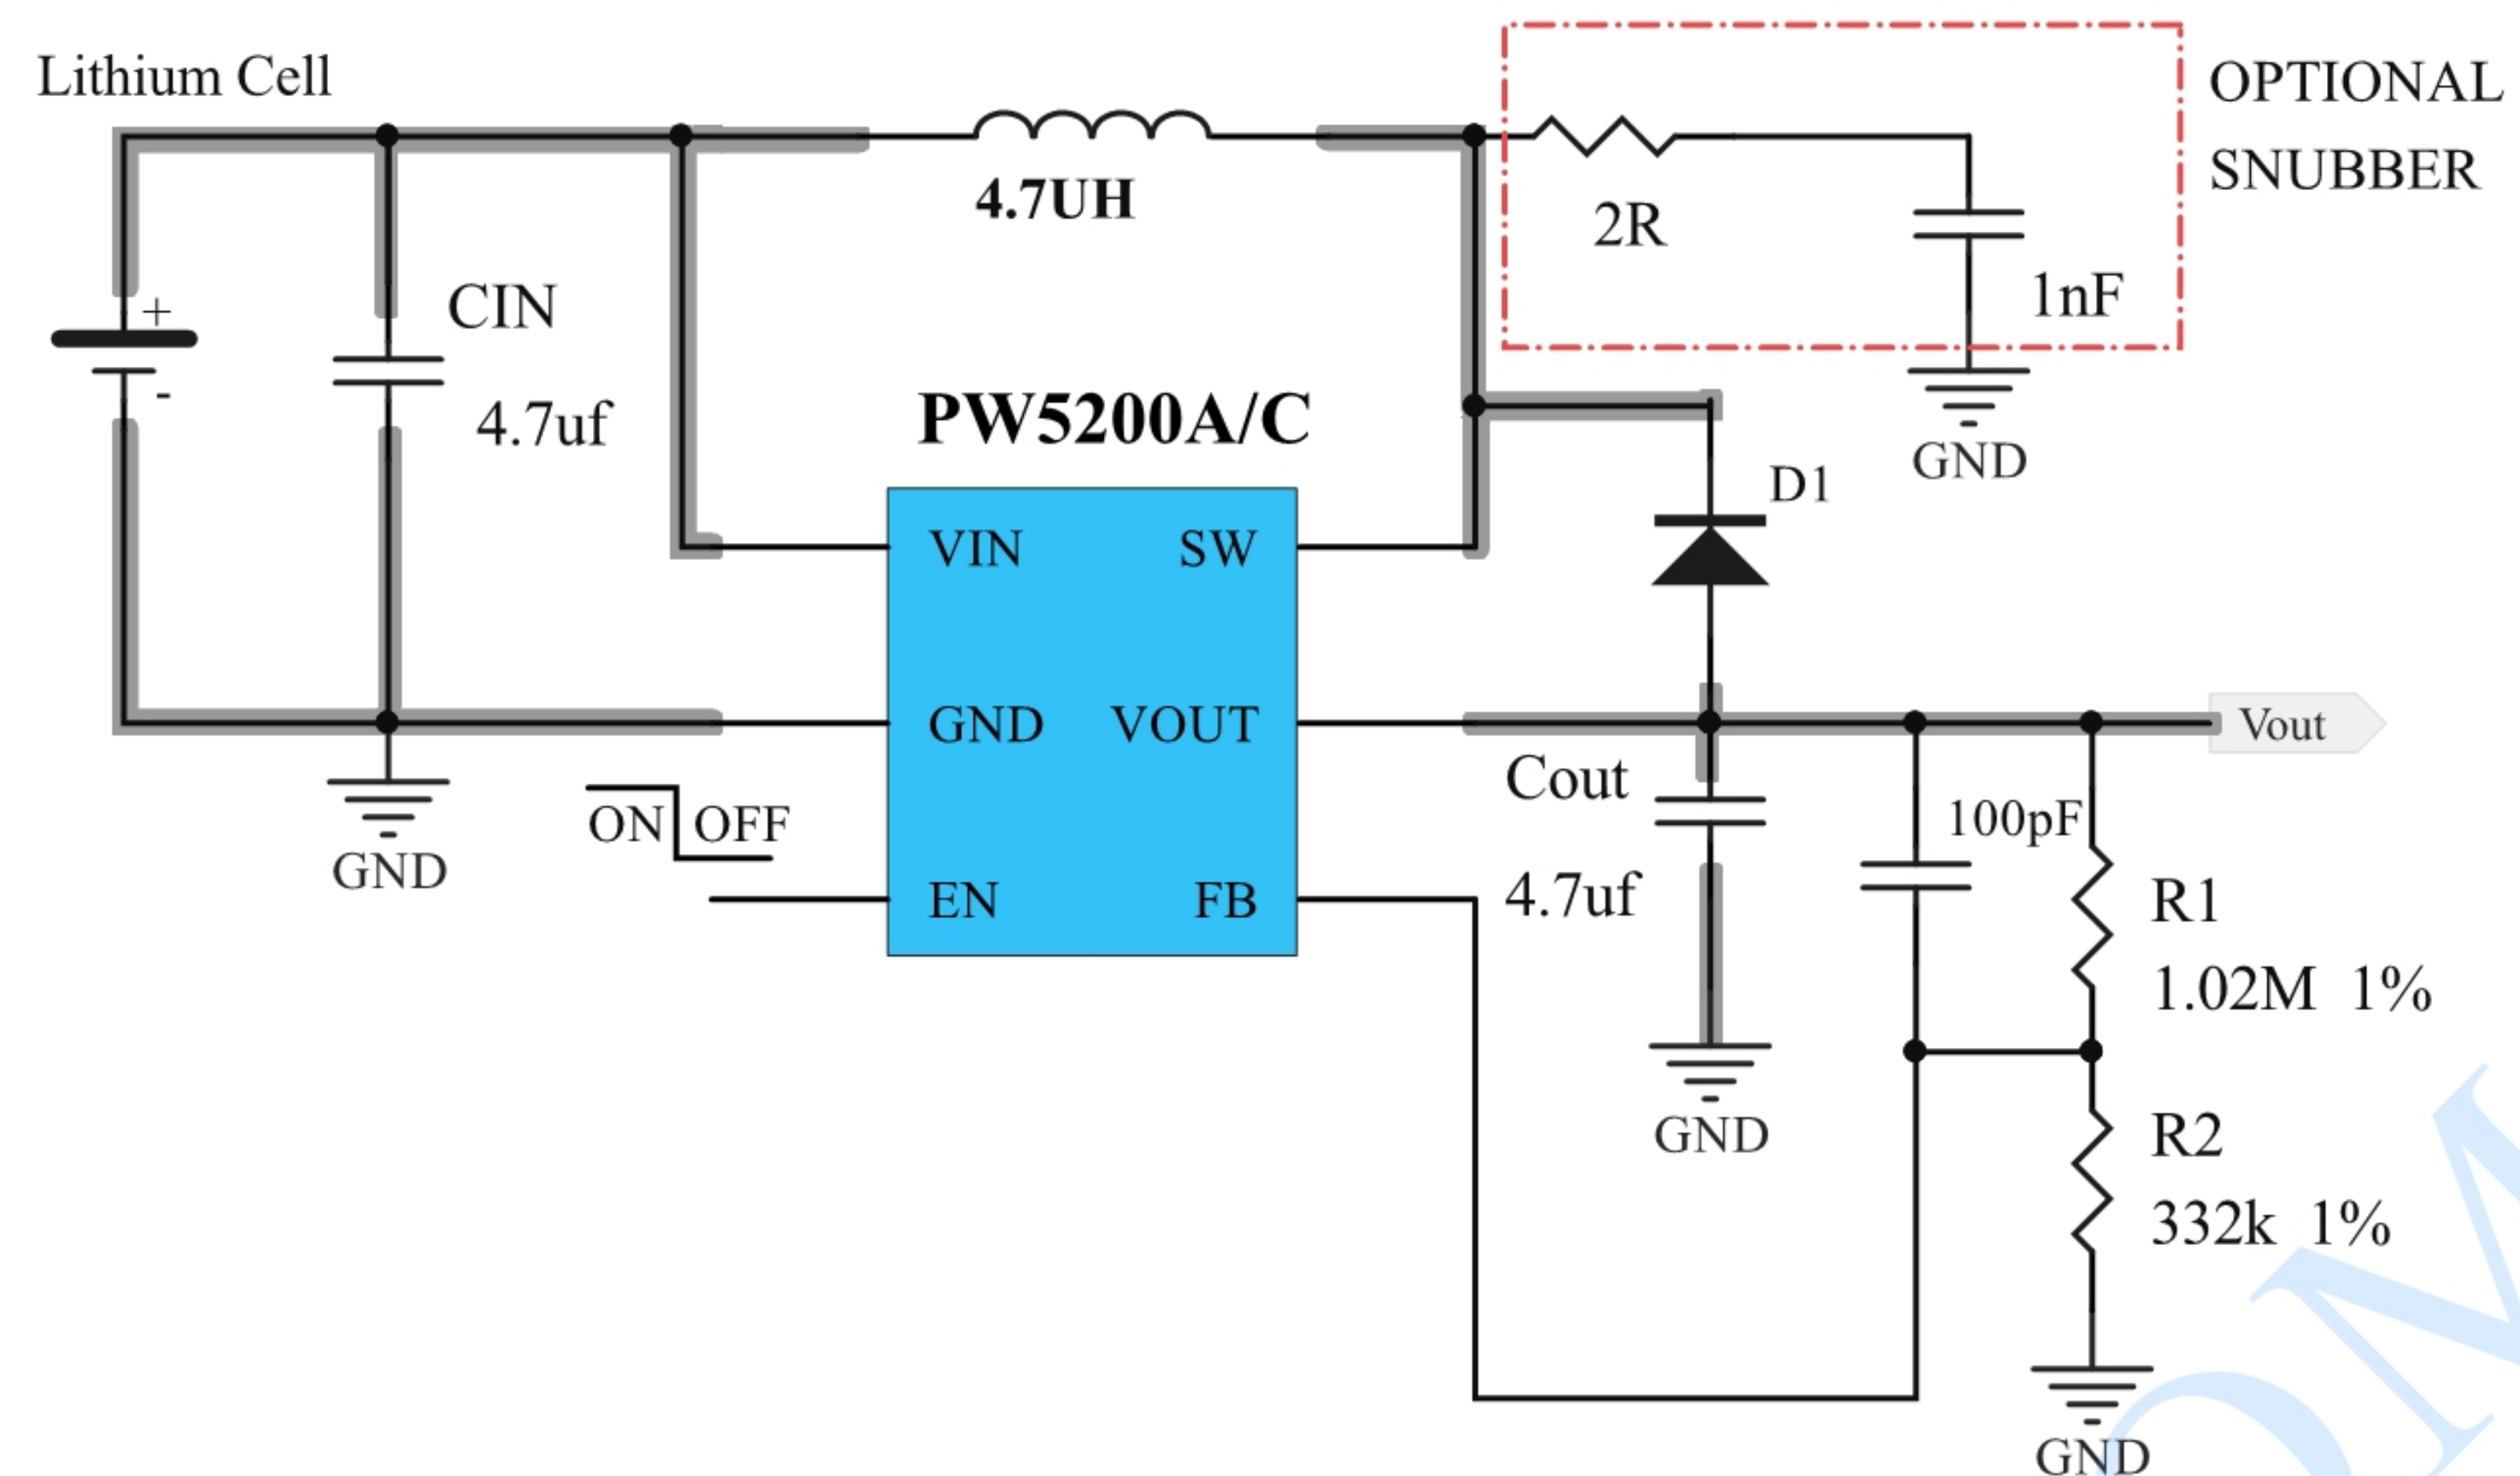 Lithium Cell
OPTIONAL
SNUBBER
4.7UH
2R
1nF
+
-
CIN
4.7uf
PW5200A/C
GND
D1
VIN
SW
GND
VOUT
Vout
Cout
ON
OFF
100pF
GND
EN
FB
4.7uf
R1
1.02M 1%
GND
R2
332k 1%
GND